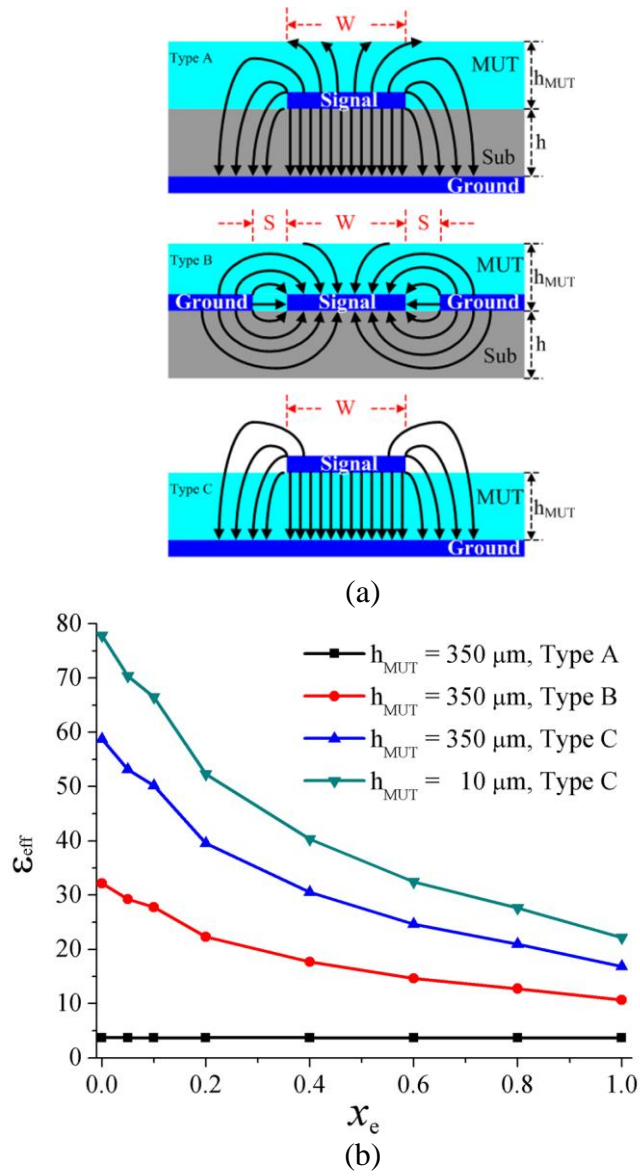 W
Type A
MUT
h_MUT
Signal
h
Sub
Ground
S W S
Type B
MUT
h_MUT
Ground Signal Ground
Sub
h
W
Signal
Type C
MUT
h_MUT
Ground
(a)
80
70
60
50
40
30
20
10
0
ε_eff
h_MUT = 350 μm, Type A
h_MUT = 350 μm, Type B
h_MUT = 350 μm, Type C
h_MUT = 10 μm, Type C
0.0 0.2 0.4 0.6 0.8 1.0
x_e
(b)